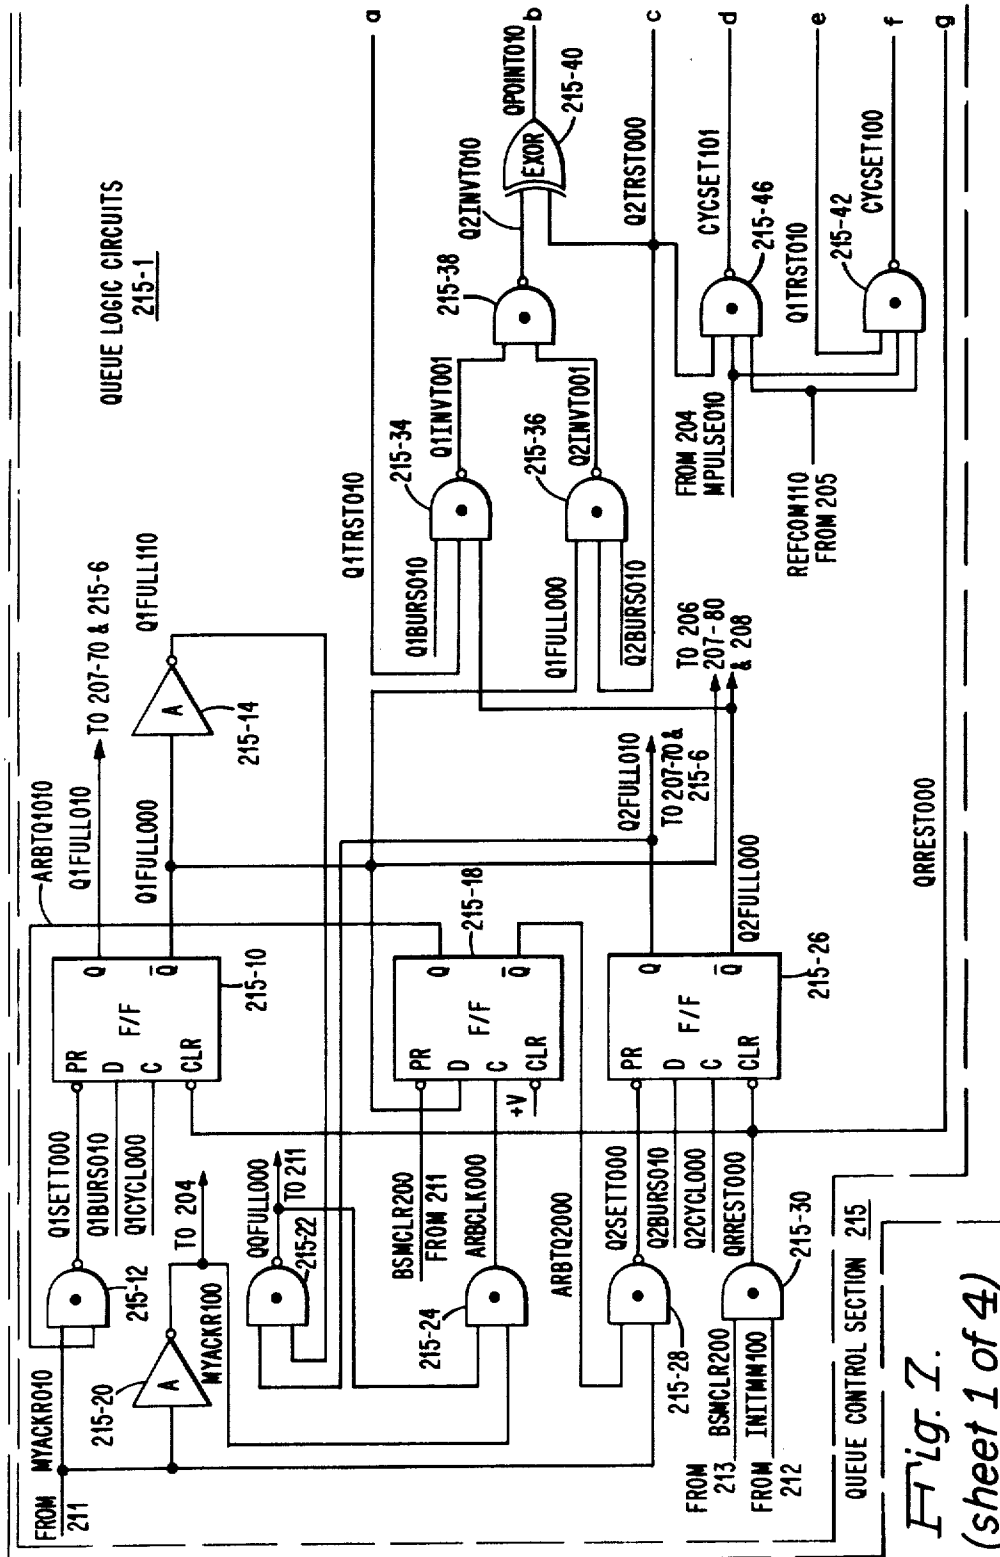 QUEUE LOGIC CIRCUITS
215-1
FROM
211
MYACKR010
215-12
215-20
A
MYACKR100
TO 204
Q1SETT000
Q1BURS010
Q1CYCL000
PR
D
C
CLR
F/F
Q
Q
215-10
ARBTQ1010
Q1FULL010
TO 207-70 & 215-6
Q1FULL000
A
215-14
Q1FULL110
QQFULL000
TO 211
215-22
215-24
BSMCLR200
FROM 211
ARBCLK000
+V
PR
D
C
CLR
F/F
Q
Q
215-18
ARBTQ2000
215-28
Q2SETT000
Q2BURS010
Q2CYCL000
QRREST000
PR
D
C
CLR
F/F
Q
Q
215-26
FROM
213
BSMCLR200
FROM
212
INITMM100
215-30
Q2FULL010
TO 207-70 &
215-6
Q2FULL000
TO 206
207-80
& 208
Q1TRST010
a
Q1BURS010
215-34
Q1INVT001
Q1FULL000
Q2BURS010
215-36
Q2INVT001
215-38
Q2INVT010
EXOR
QPOINT010
b
215-40
Q2TRST000
c
FROM 204
MPULSE010
CYCSET101
d
215-46
Q1TRST010
e
REFCOM110
FROM 205
215-42
CYCSET100
f
QRREST000
g
QUEUE CONTROL SECTION 215
Fig. 7.
(sheet 1 of 4)